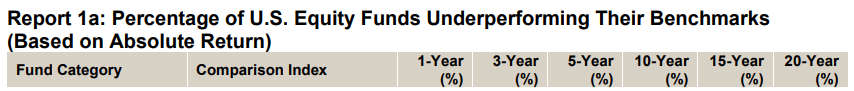 Report 1a: Percentage of U.S. Equity Funds Underperforming Their Benchmarks
(Based on Absolute Return)
Fund Category Comparison Index 1-Year (%) 3-Year (%) 5-Year (%) 10-Year (%) 15-Year (%) 20-Year (%)